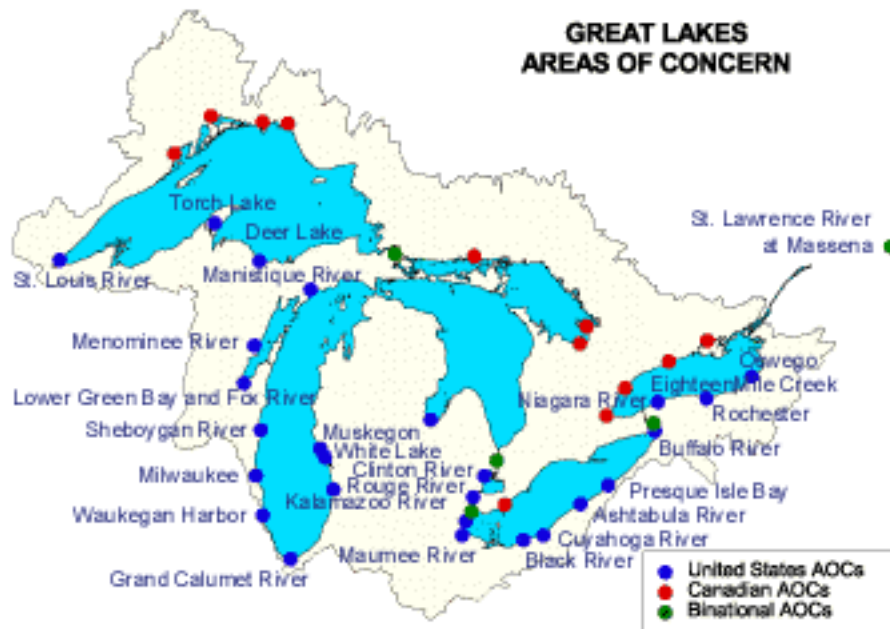 GREAT LAKES
AREAS OF CONCERN
Torch Lake
Deer Lake
St. Lawrence River
at Massena
St. Louis River
Manistique River
Menominee River
Oswego
Lower Green Bay and Fox River
Niagara River
Eighteen Mile Creek
Rochester
Sheboygan River
Muskegon
White Lake
Buffalo River
Milwaukee
Clinton River
Rouge River
Kalamazoo River
Presque Isle Bay
Waukegan Harbor
Ashtabula River
Maumee River
Cuyahoga River
Black River
Grand Calumet River
United States AOCs
Canadian AOCs
Binational AOCs